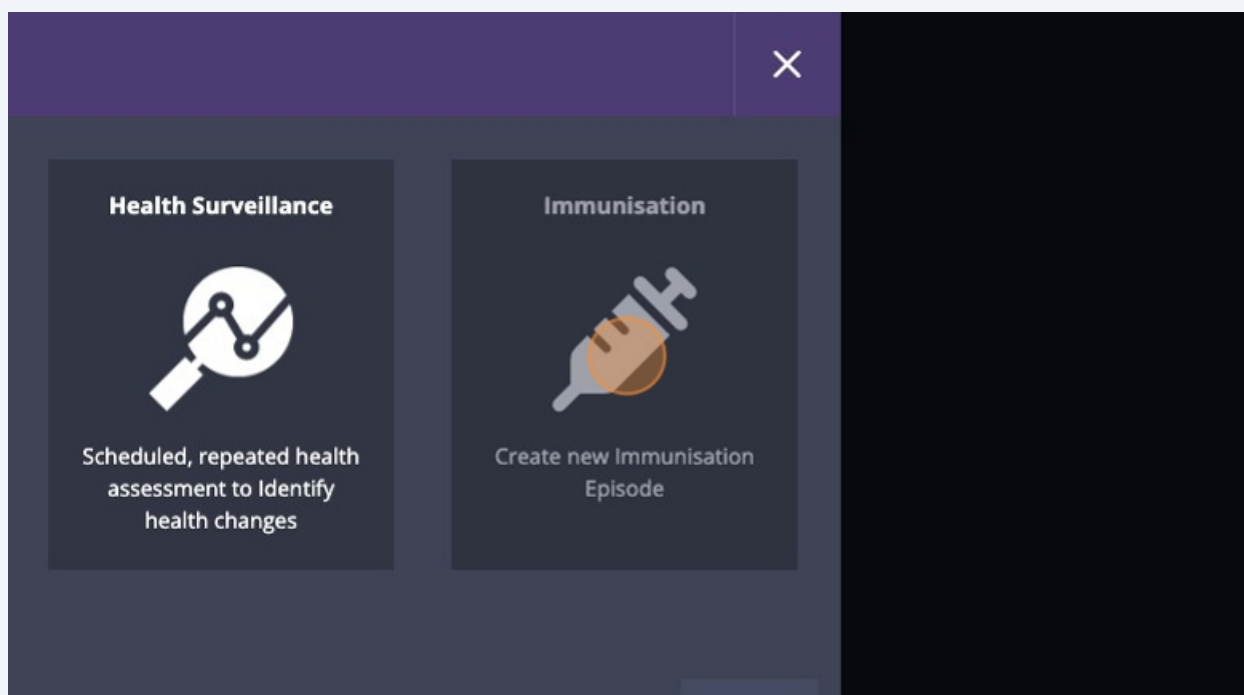 Health Surveillance
Scheduled, repeated health
assessment to Identify
health changes
Immunisation
Create new Immunisation
Episode